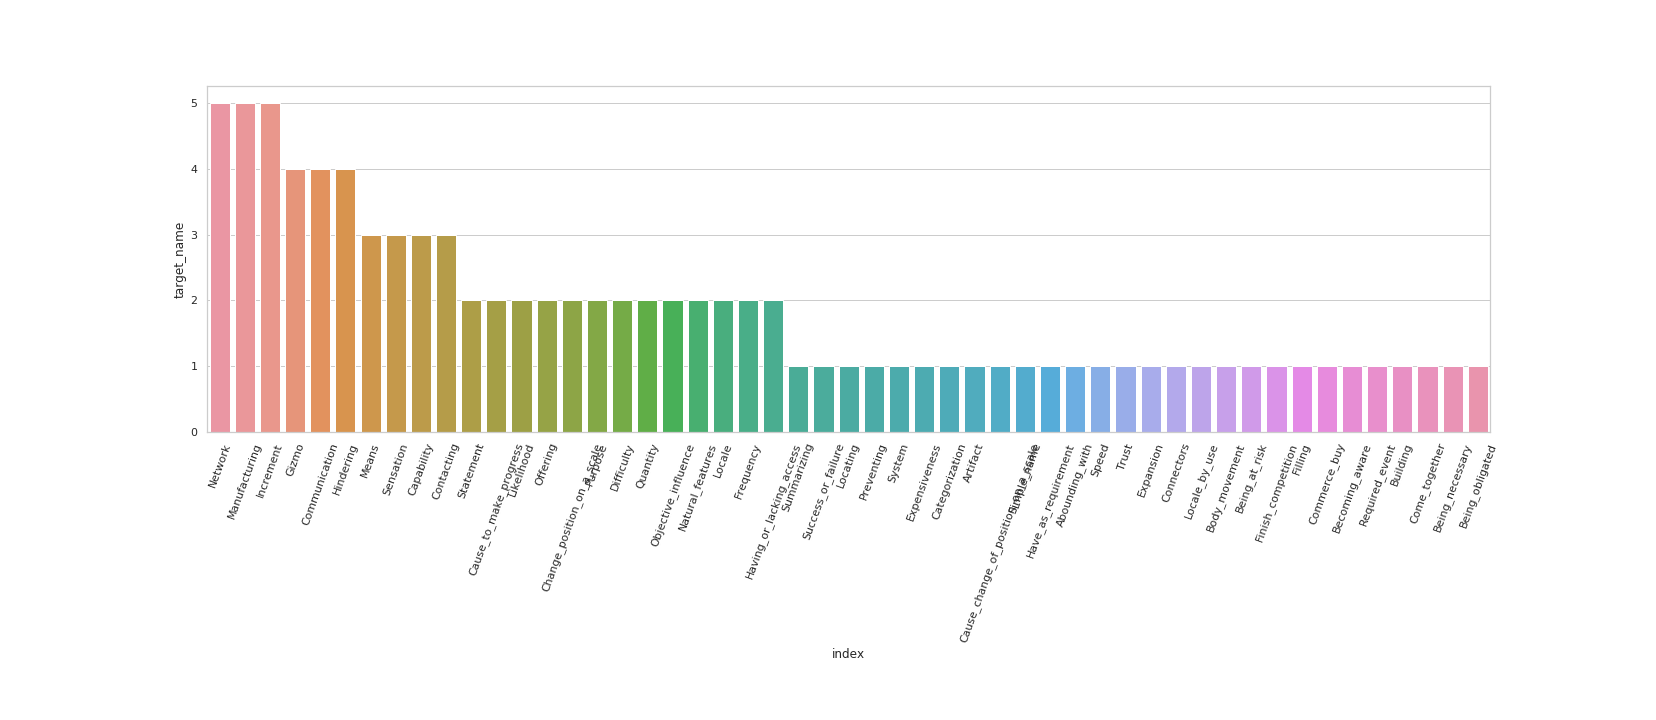 target_name
5
4
3
2
1
0
Network
Manufacturing
Increment
Gizmo
Communication
Hindering
Means
Sensation
Capability
Contacting
Statement
Cause_to_make_progress
Likelihood
Offering
Change_position_on_a_scale
Purpose
Difficulty
Quantity
Objective_influence
Natural_features
Locale
Frequency
Having_or_lacking_access
Summarizing
Success_or_failure
Locating
Preventing
System
Expensiveness
Categorization
Artifact
Cause_change_of_position_on_a_scale
Simple_name
Have_as_requirement
Abounding_with
Speed
Trust
Expansion
Connectors
Locale_by_use
Body_movement
Being_at_risk
Finish_competition
Filling
Commerce_buy
Becoming_aware
Required_event
Building
Come_together
Being_necessary
Being_obligated
index